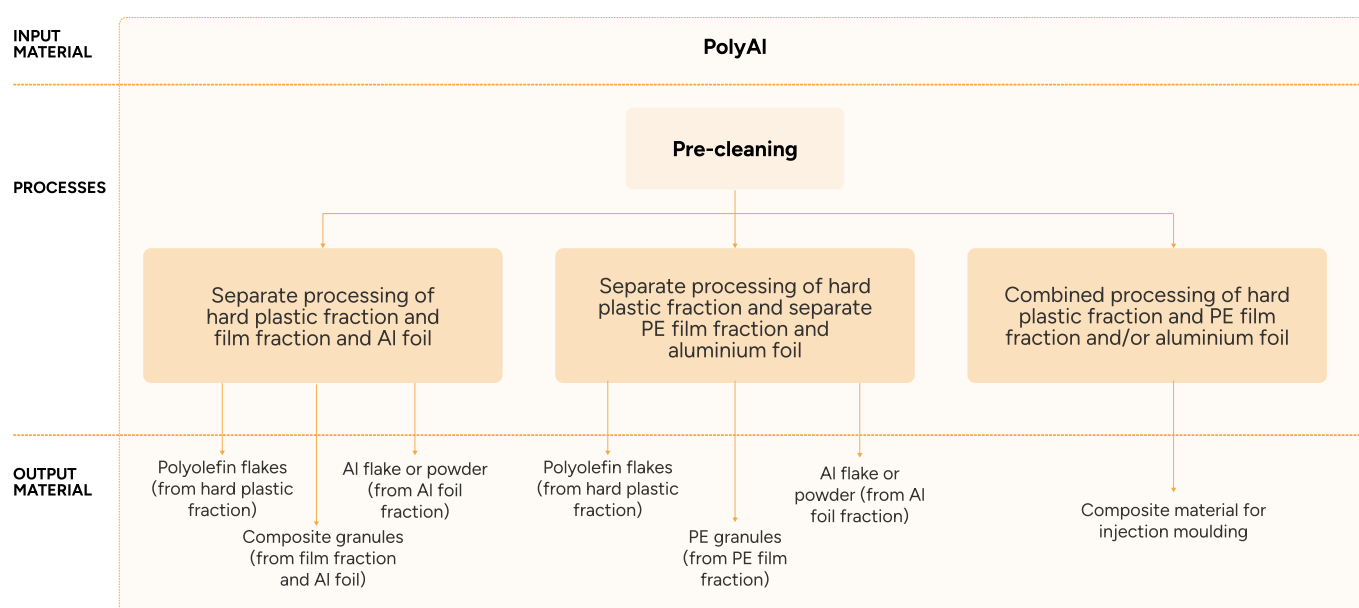 INPUT
MATERIAL
PolyAl
PROCESSES
Pre-cleaning
Separate processing of
hard plastic fraction and
film fraction and Al foil
Separate processing of hard
plastic fraction and separate
PE film fraction and
aluminium foil
Combined processing of hard
plastic fraction and PE film
fraction and/or aluminium foil
OUTPUT
MATERIAL
Polyolefin flakes
(from hard plastic
fraction)
Composite granules
(from film fraction
and Al foil)
Al flake or powder
(from Al foil
fraction)
Polyolefin flakes
(from hard plastic
fraction)
PE granules
(from PE film
fraction)
Al flake or
powder (from Al
foil fraction)
Composite material for
injection moulding